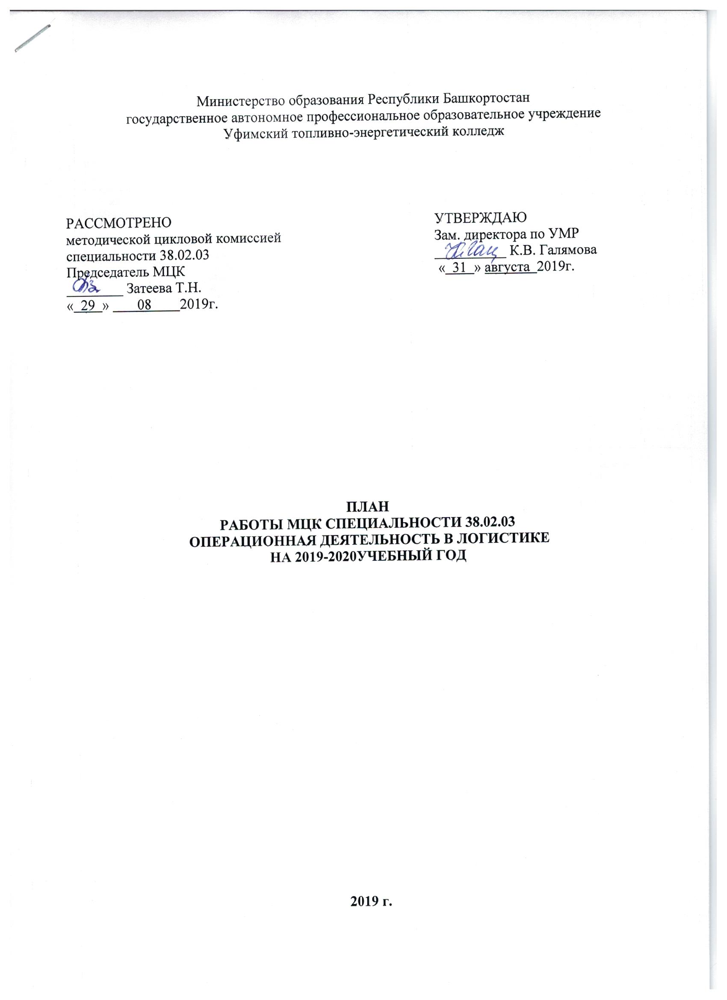 Министерство образования Республики Башкортостан
государственное автономное профессиональное образовательное учреждение
Уфимский топливно-энергетический колледж
РАССМОТРЕНО
методической цикловой комиссией
специальности 38.02.03
Председатель МЦК
________ Затеева Т.Н.
«_29_» ___08____2019г.
УТВЕРЖДАЮ
Зам. директора по УМР
__________ К.В. Галямова
«_31_» августа_2019г.
ПЛАН
РАБОТЫ МЦК СПЕЦИАЛЬНОСТИ 38.02.03
ОПЕРАЦИОННАЯ ДЕЯТЕЛЬНОСТЬ В ЛОГИСТИКЕ
НА 2019-2020УЧЕБНЫЙ ГОД
2019 г.